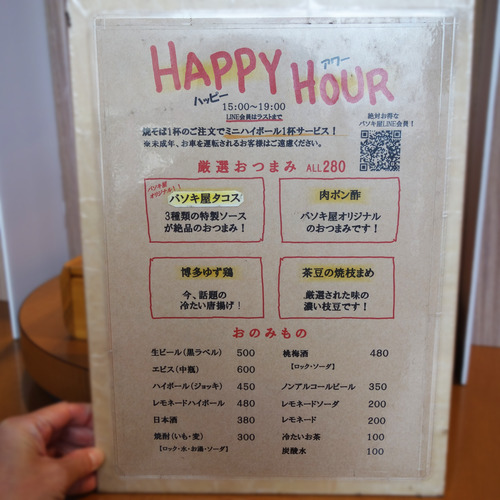 HAPPY HOUR
ハッピー アワー
15:00~19:00
LINE会員はラストまで
絶対お得な
バソキ屋LINE会員!
焼そば1杯のご注文でミニハイボール1杯サービス!
※未成年、お車を運転されるお客様はご遠慮ください。
厳選おつまみ ALL280
バソキ屋オリジナル!!
バソキ屋タコス
3種類の特製ソース
が絶品のおつまみ!
肉ポン酢
バソキ屋オリジナル
のおつまみです!
博多ゆず鶏
今、話題の
冷たい唐揚げ!
茶豆の焼枝まめ
厳選された味の
濃い枝豆です!
おのみもの
生ビール(黒ラベル) 500
ヱビス(中瓶) 600
ハイボール(ジョッキ) 450
レモネードハイボール 480
日本酒 380
焼酎(いも・麦) 300
【ロック・水・お湯・ソーダ】
桃梅酒 480
【ロック・ソーダ】
ノンアルコールビール 350
レモネードソーダ 200
レモネード 200
冷たいお茶 100
炭酸水 100